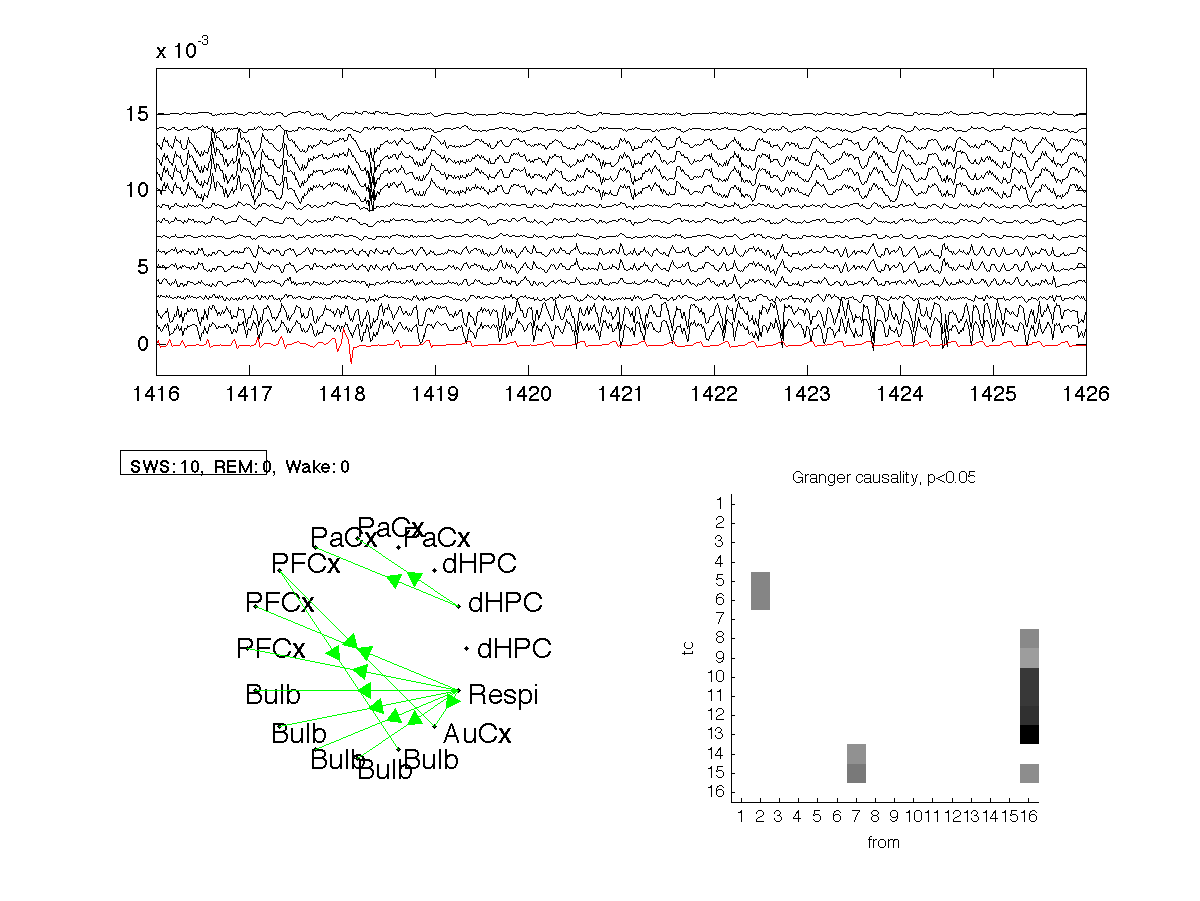 x 10-3
15
10
5
0
1416 1417 1418 1419 1420 1421 1422 1423 1424 1425 1426
SWS:10, REM:0, Wake:0
Granger causality, p<0.05
PaCx
PaCx
PaCx
PFCx
dHPC
PFCx
dHPC
PFCx
dHPC
Bulb
Respi
Bulb
AuCx
Bulb
Bulb
Bulb
1
2
3
4
5
6
7
8
9
10
11
12
13
14
15
16
tc
1 2 3 4 5 6 7 8 9 10 11 12 13 14 15 16
from